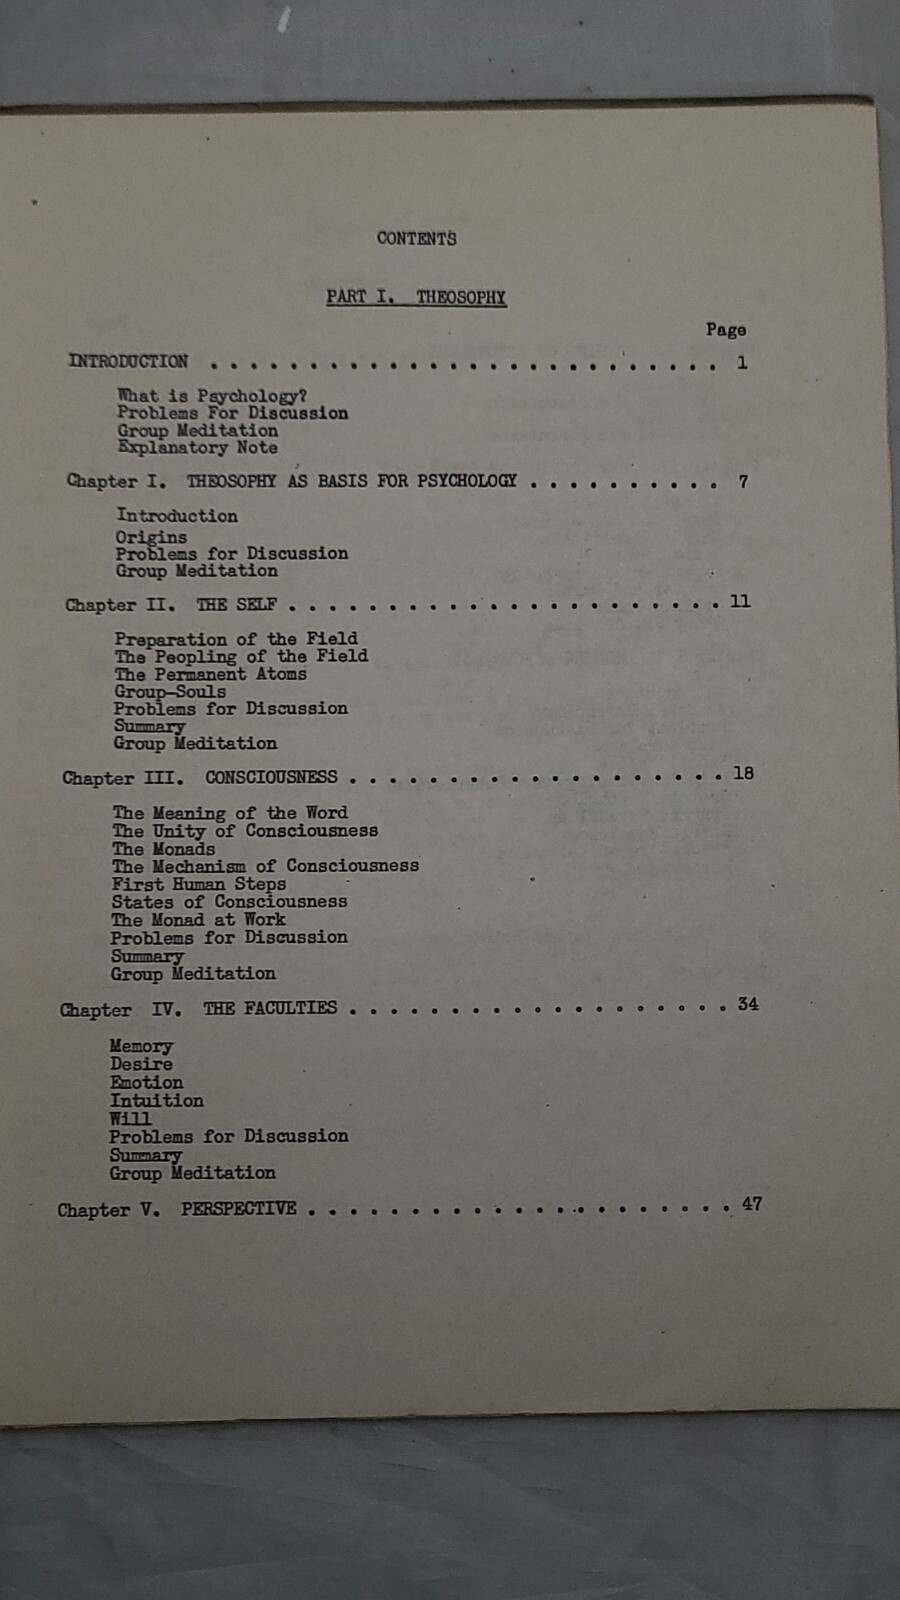 CONTENTS
PART I. THEOSOPHY
Page
INTRODUCTION . . . . . . . . . . . . . . . . . . . . . . . . . . 1
What is Psychology?
Problems For Discussion
Group Meditation
Explanatory Note
Chapter I. THEOSOPHY AS BASIS FOR PSYCHOLOGY . . . . . . . . . . 7
Introduction
Origins
Problems for Discussion
Group Meditation
Chapter II. THE SELF . . . . . . . . . . . . . . . . . . . . . . 11
Preparation of the Field
The Peopling of the Field
The Permanent Atoms
Group-Souls
Problems for Discussion
Summary
Group Meditation
Chapter III. CONSCIOUSNESS . . . . . . . . . . . . . . . . . . . 18
The Meaning of the Word
The Unity of Consciousness
The Monads
The Mechanism of Consciousness
First Human Steps
States of Consciousness
The Monad at Work
Problems for Discussion
Summary
Group Meditation
Chapter IV. THE FACULTIES . . . . . . . . . . . . . . . . . . . 34
Memory
Desire
Emotion
Intuition
Will
Problems for Discussion
Summary
Group Meditation
Chapter V. PERSPECTIVE . . . . . . . . . . . . . . . . . . . . . 47